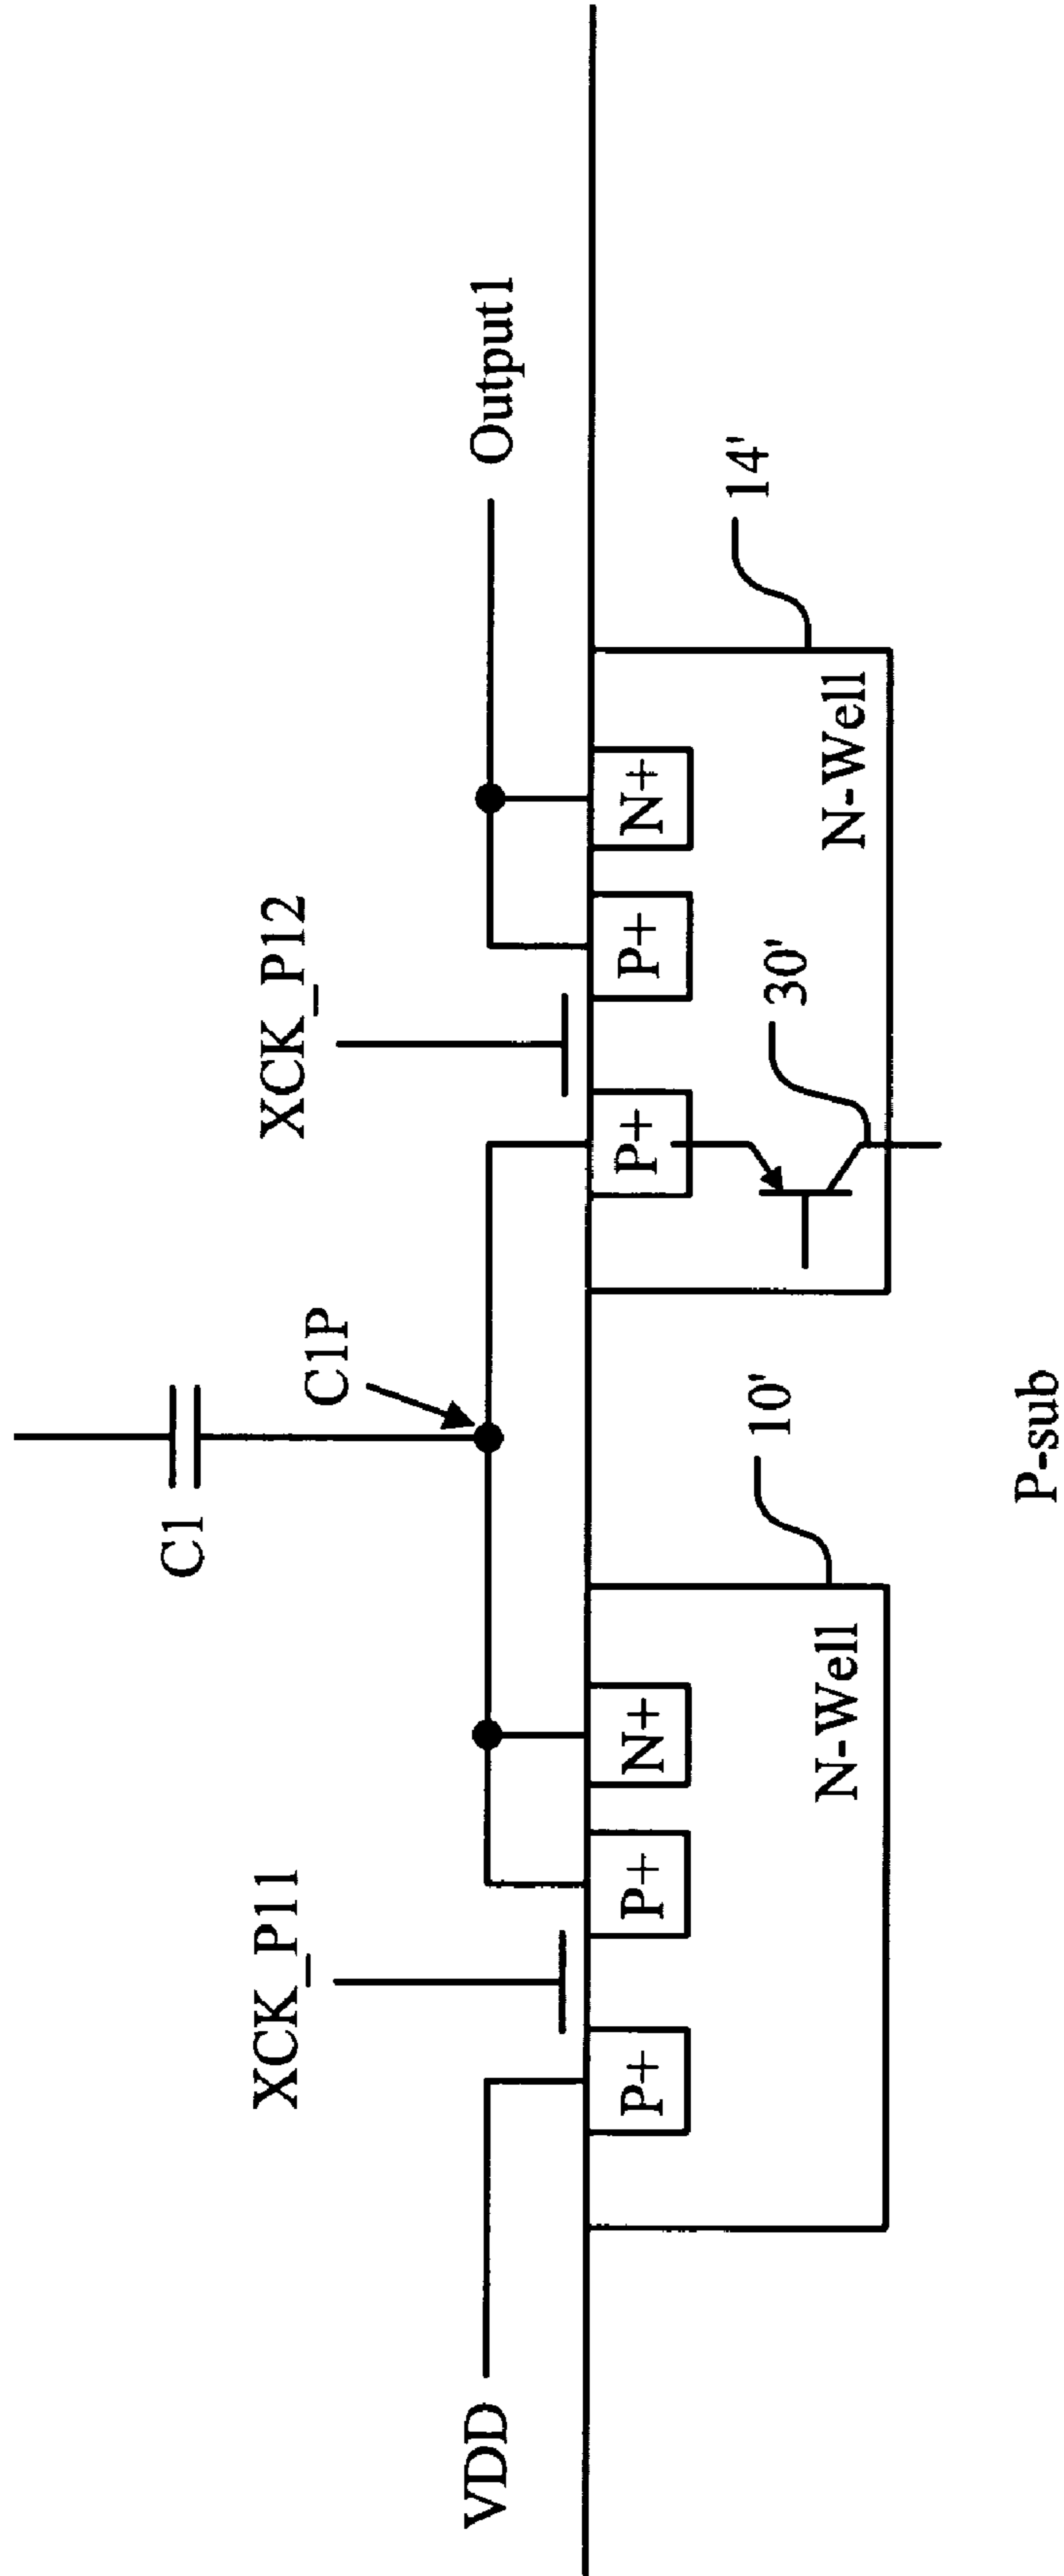 C1
C1P
XCK_P11
XCK_P12
VDD
Output1
P+
P+
N+
P+
P+
N+
N-Well
N-Well
10'
30'
14'
P-sub